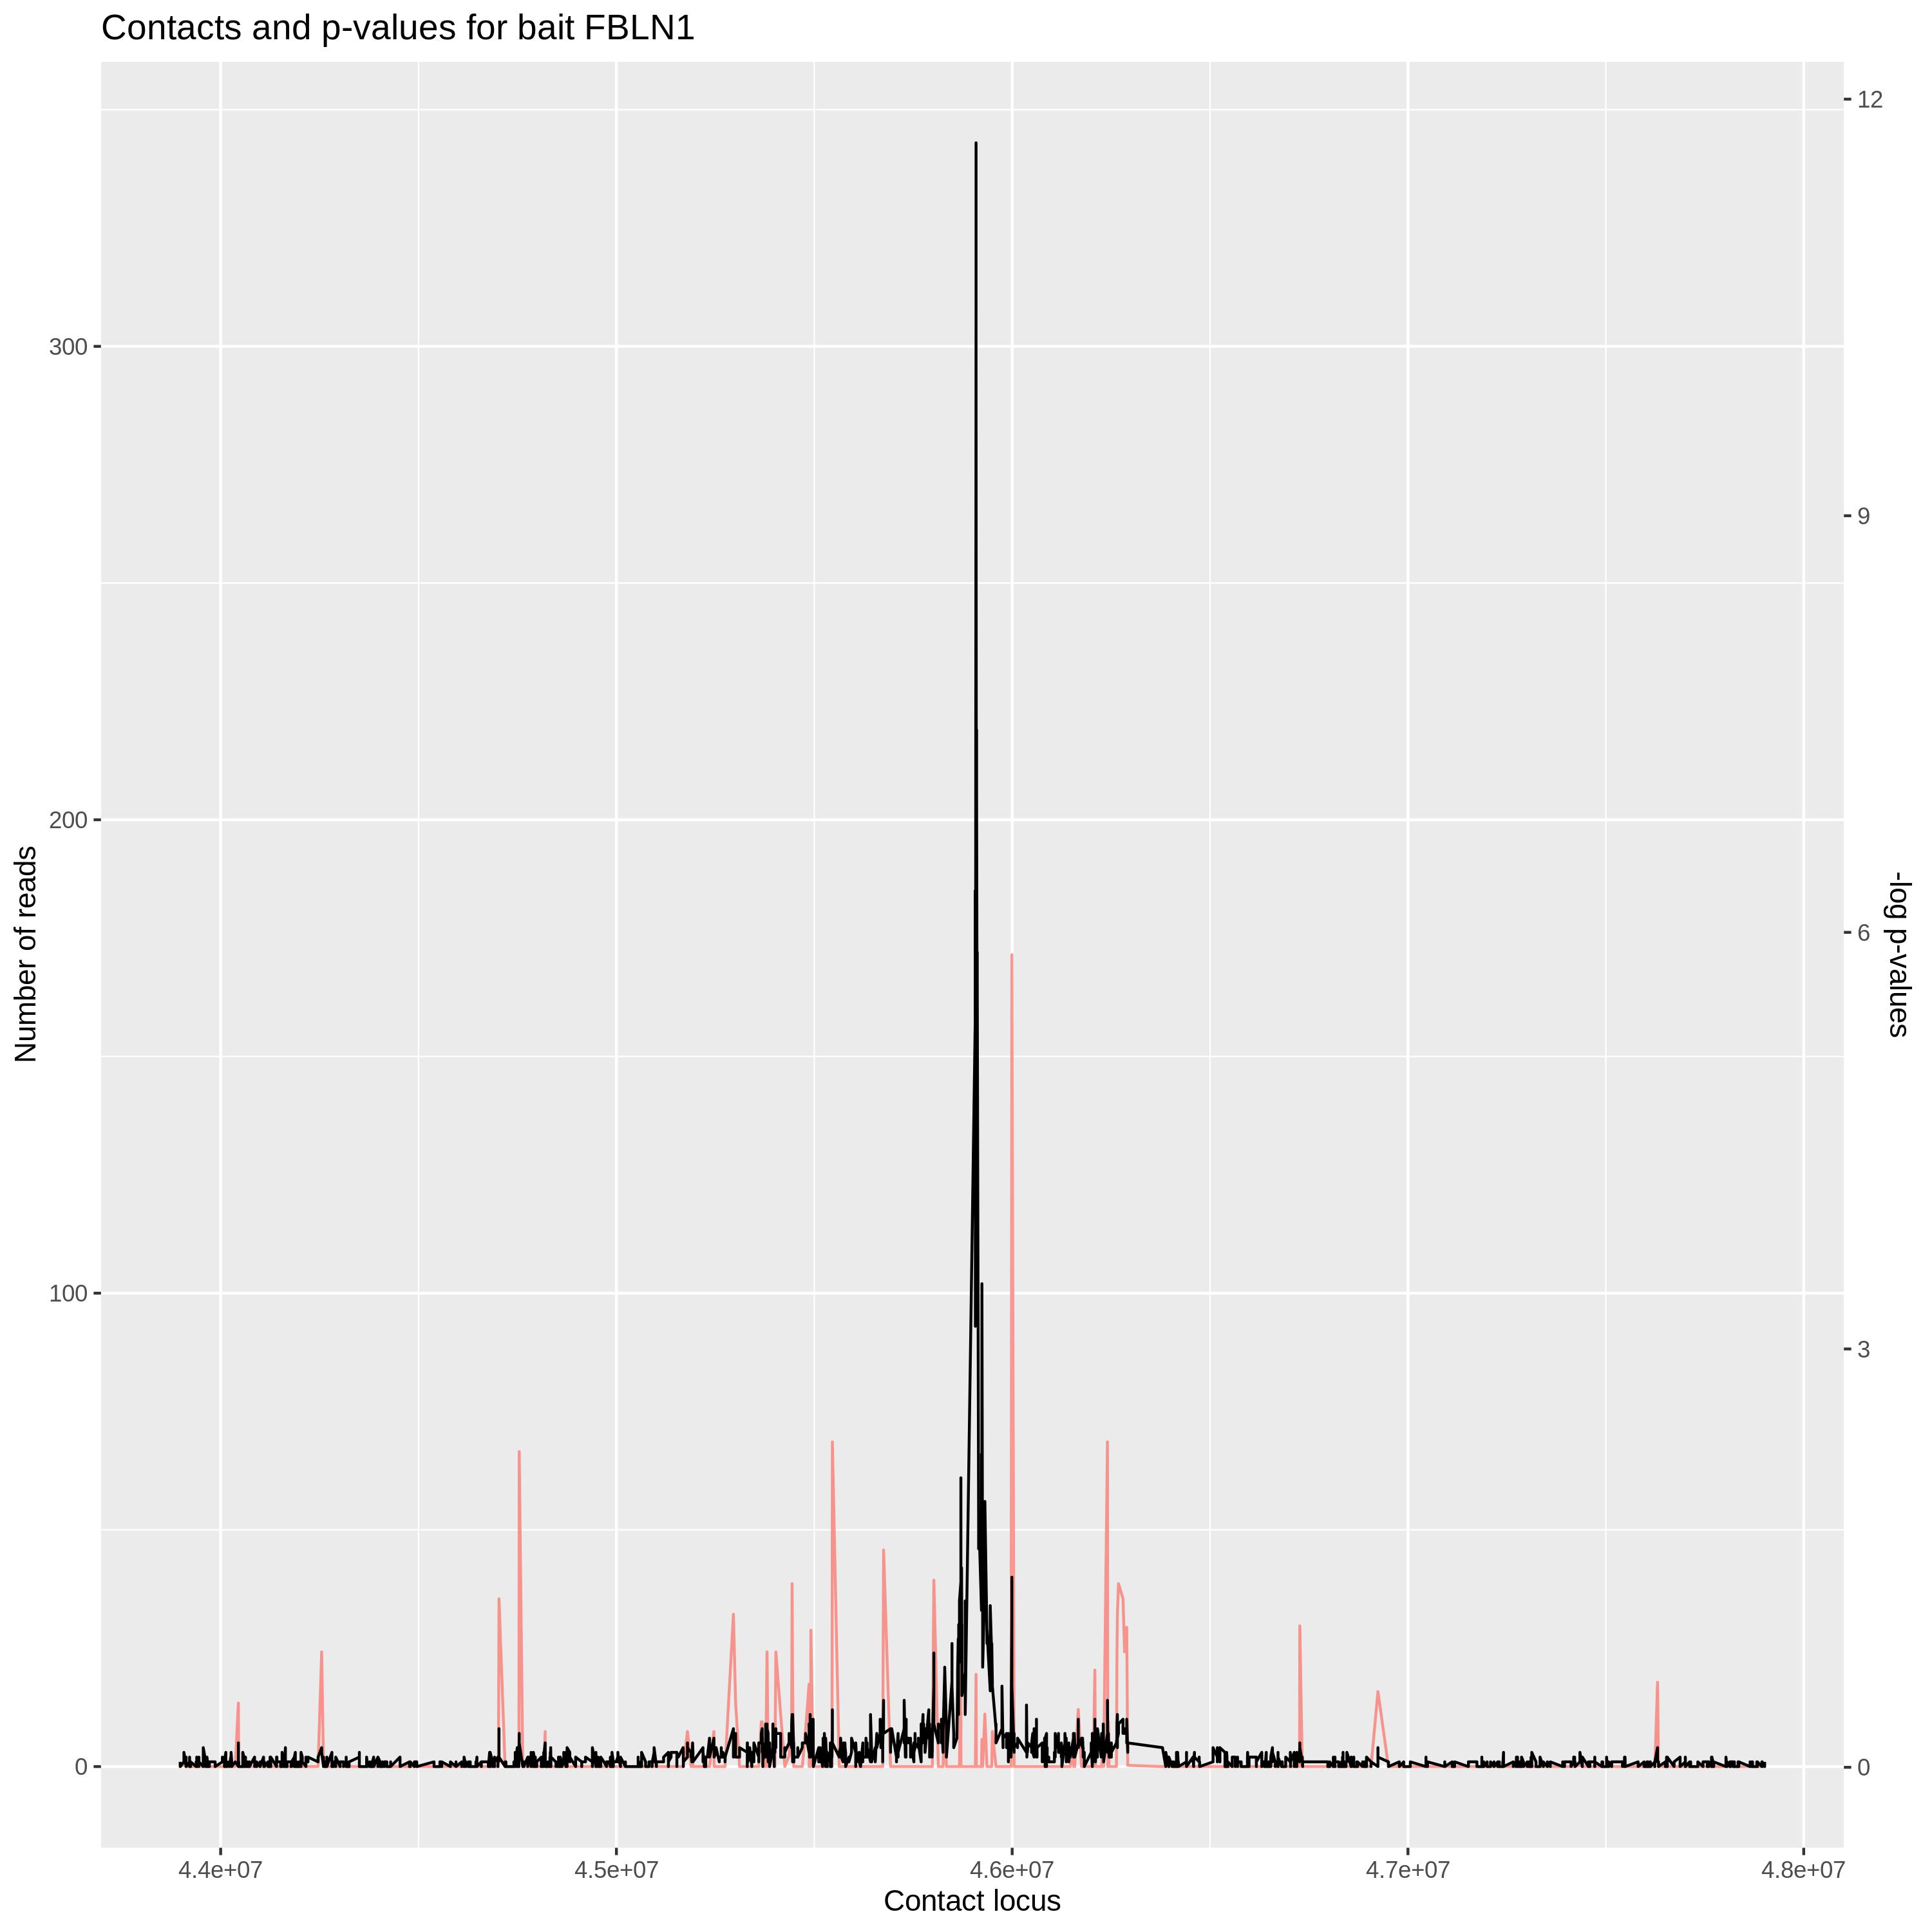 Contacts and p-values for bait FBLN1
12
9
6
3
0
-log p-values
300
200
100
0
Number of reads
4.4e+07 4.5e+07 4.6e+07 4.7e+07 4.8e+07
Contact locus